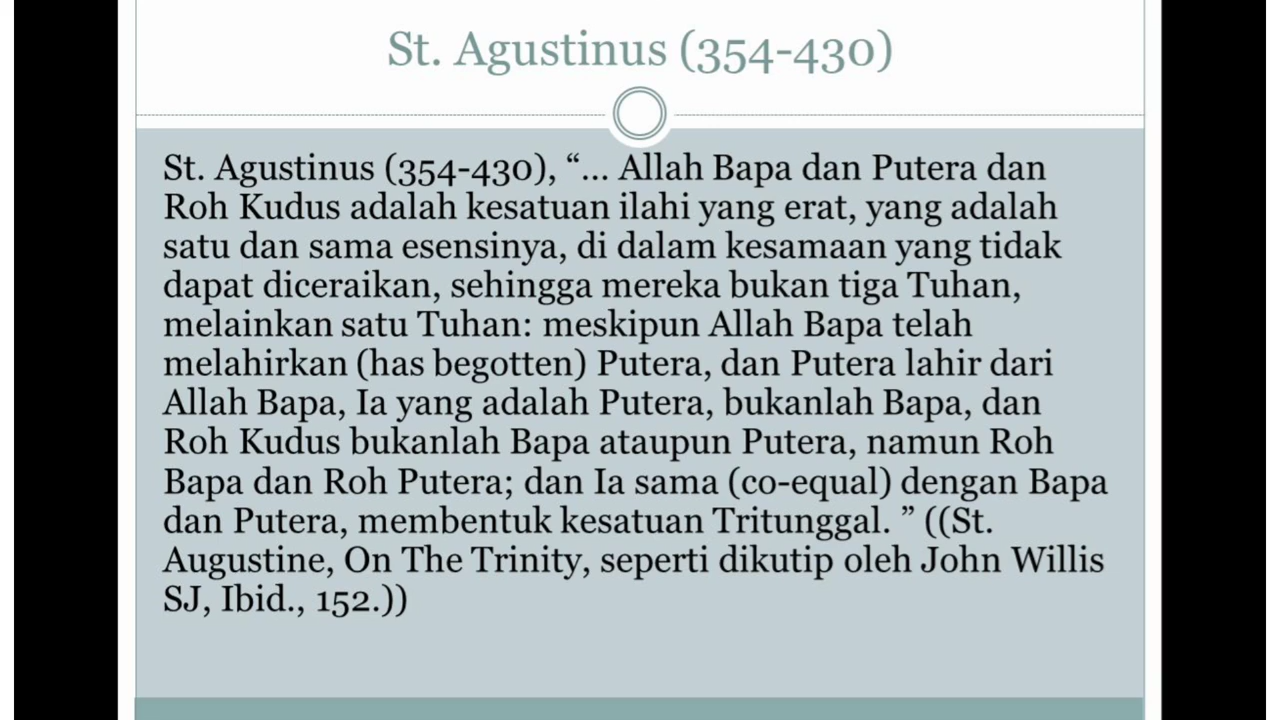 St. Agustinus (354-430)
St. Agustinus (354-430), “... Allah Bapa dan Putera dan
Roh Kudus adalah kesatuan ilahi yang erat, yang adalah
satu dan sama esensinya, di dalam kesamaan yang tidak
dapat diceraikan, sehingga mereka bukan tiga Tuhan,
melainkan satu Tuhan: meskipun Allah Bapa telah
melahirkan (has begotten) Putera, dan Putera lahir dari
Allah Bapa, Ia yang adalah Putera, bukanlah Bapa, dan
Roh Kudus bukanlah Bapa ataupun Putera, namun Roh
Bapa dan Roh Putera; dan Ia sama (co-equal) dengan Bapa
dan Putera, membentuk kesatuan Tritunggal. ” ((St.
Augustine, On The Trinity, seperti dikutip oleh John Willis
SJ, Ibid., 152.))